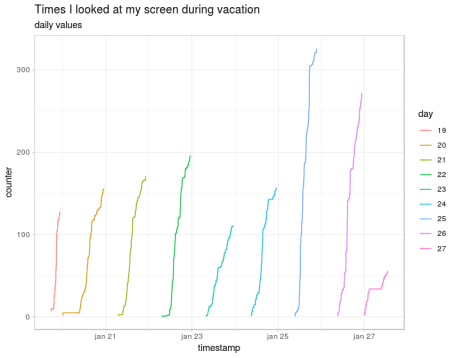 Times I looked at my screen during vacation
daily values
300
200
100
0
counter
jan 21
jan 23
jan 25
jan 27
timestamp
day
19
20
21
22
23
24
25
26
27